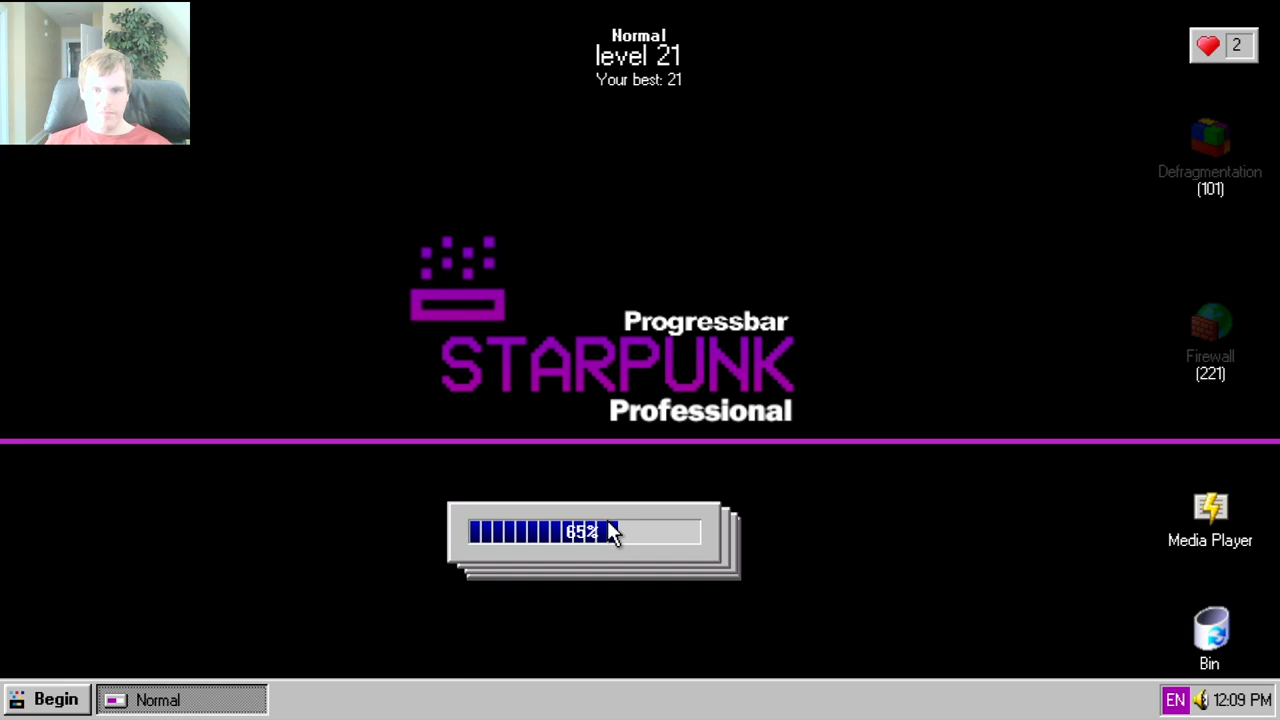 Normal
level 21
Your best: 21
2
Defragmentation
(101)
Progressbar
STARPUNK
Professional
Firewall
(221)
65%
Media Player
Bin
Begin
Normal
EN
12:09 PM